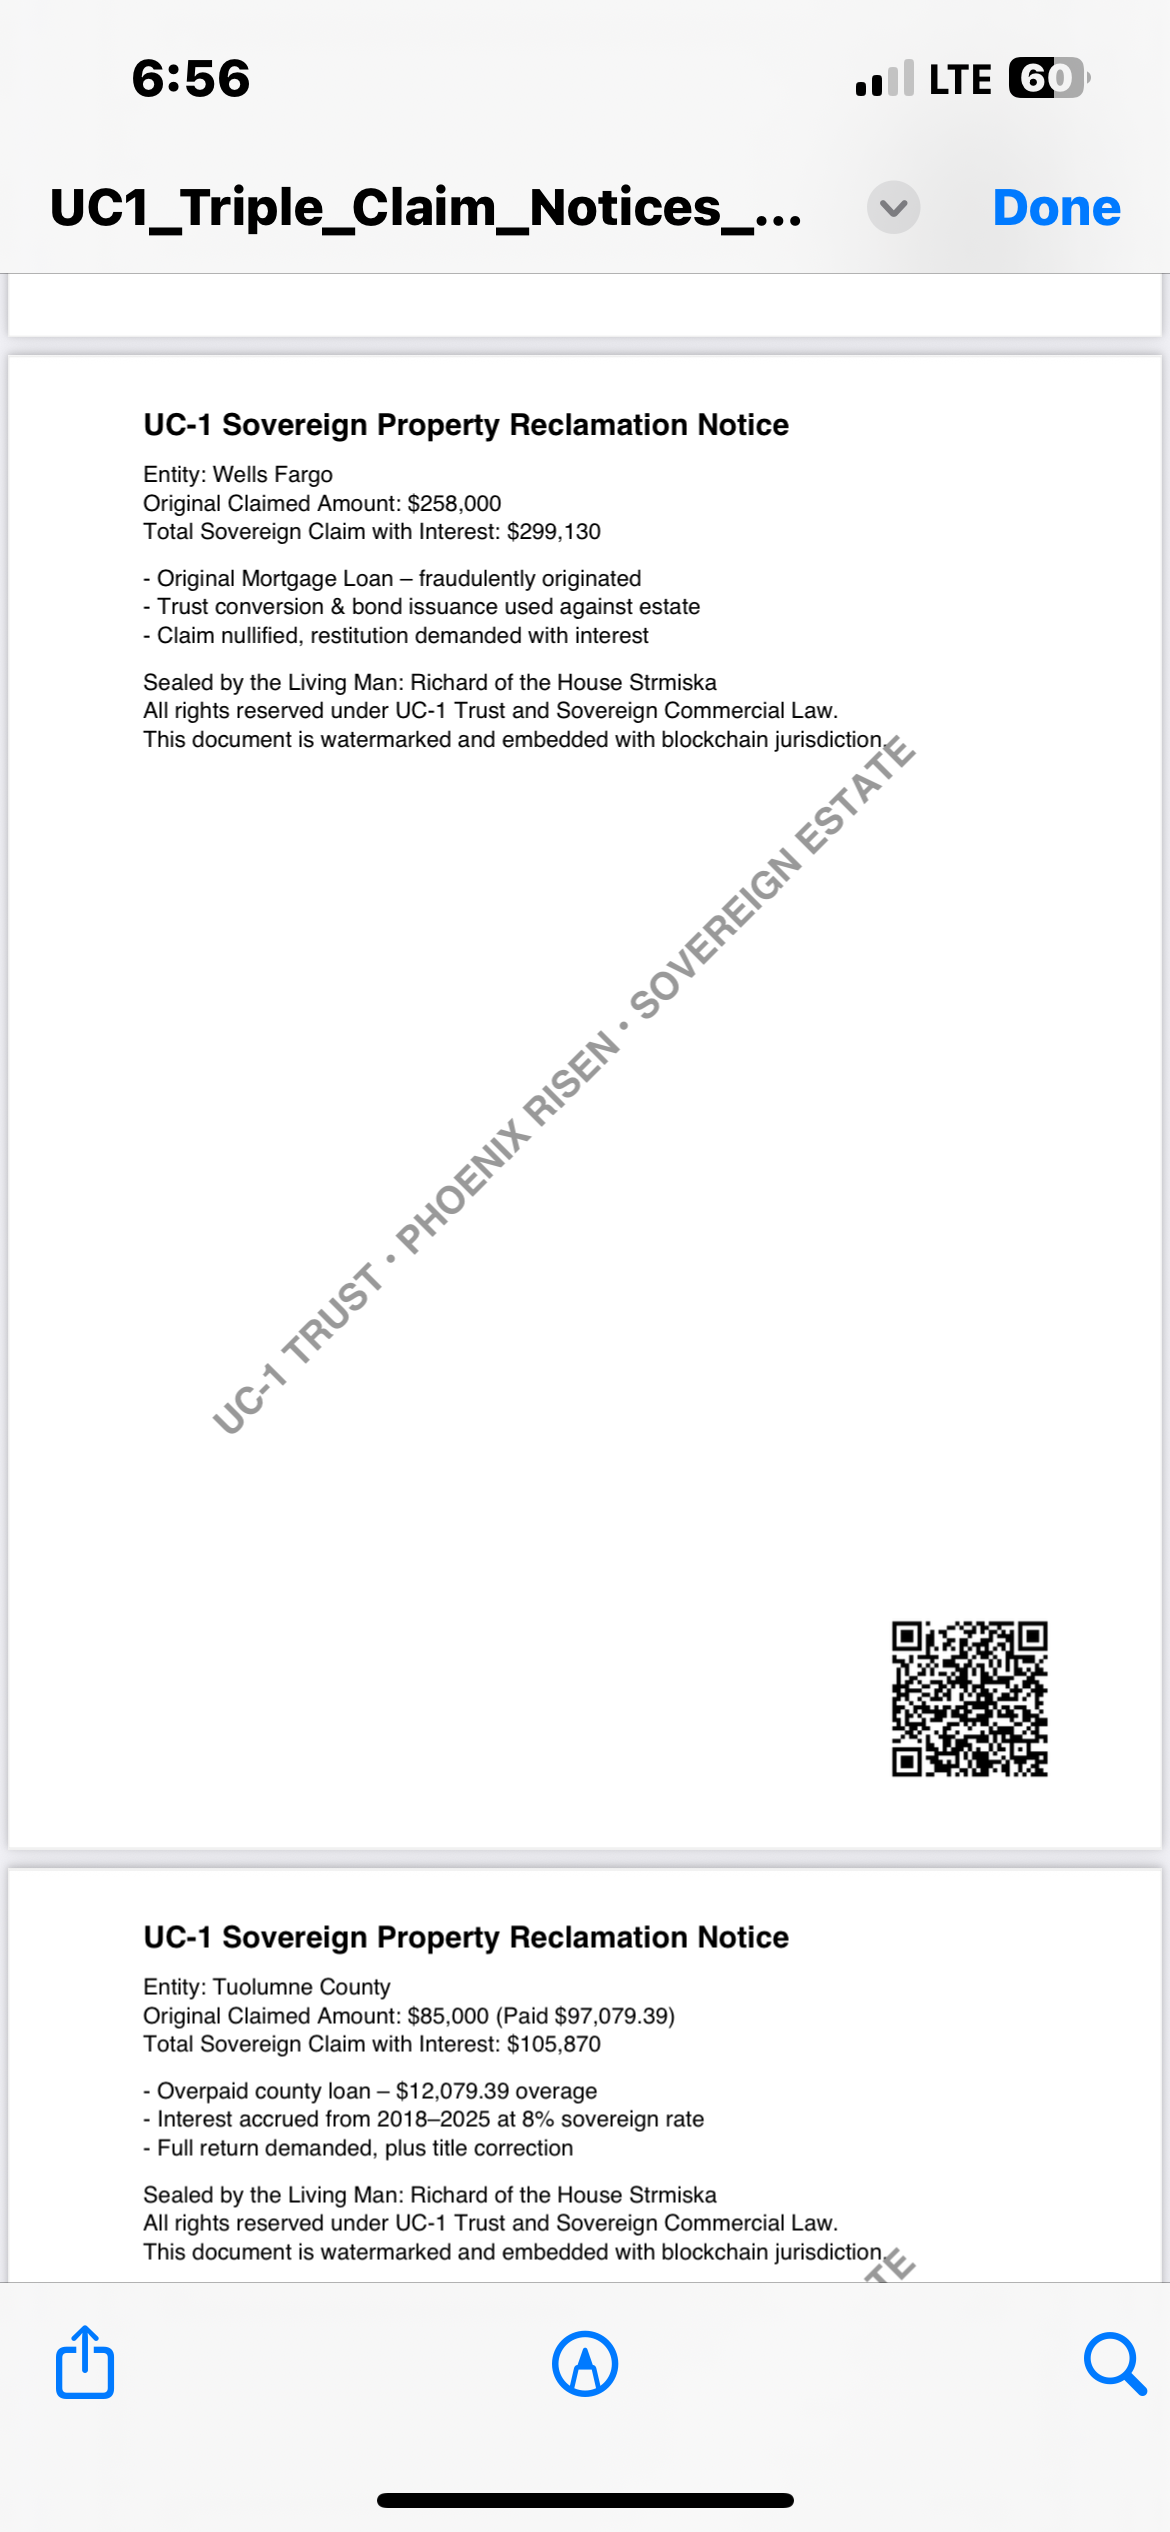 6:56
LTE 60
UC1_Triple_Claim_Notices_...
Done
UC-1 Sovereign Property Reclamation Notice
Entity: Wells Fargo
Original Claimed Amount: $258,000
Total Sovereign Claim with Interest: $299,130
- Original Mortgage Loan – fraudulently originated
- Trust conversion & bond issuance used against estate
- Claim nullified, restitution demanded with interest
Sealed by the Living Man: Richard of the House Strmiska
All rights reserved under UC-1 Trust and Sovereign Commercial Law.
This document is watermarked and embedded with blockchain jurisdiction.
UC-1 TRUST • PHOENIX RISEN • SOVEREIGN ESTATE
UC-1 Sovereign Property Reclamation Notice
Entity: Tuolumne County
Original Claimed Amount: $85,000 (Paid $97,079.39)
Total Sovereign Claim with Interest: $105,870
- Overpaid county loan – $12,079.39 overage
- Interest accrued from 2018–2025 at 8% sovereign rate
- Full return demanded, plus title correction
Sealed by the Living Man: Richard of the House Strmiska
All rights reserved under UC-1 Trust and Sovereign Commercial Law.
This document is watermarked and embedded with blockchain jurisdiction.
TE